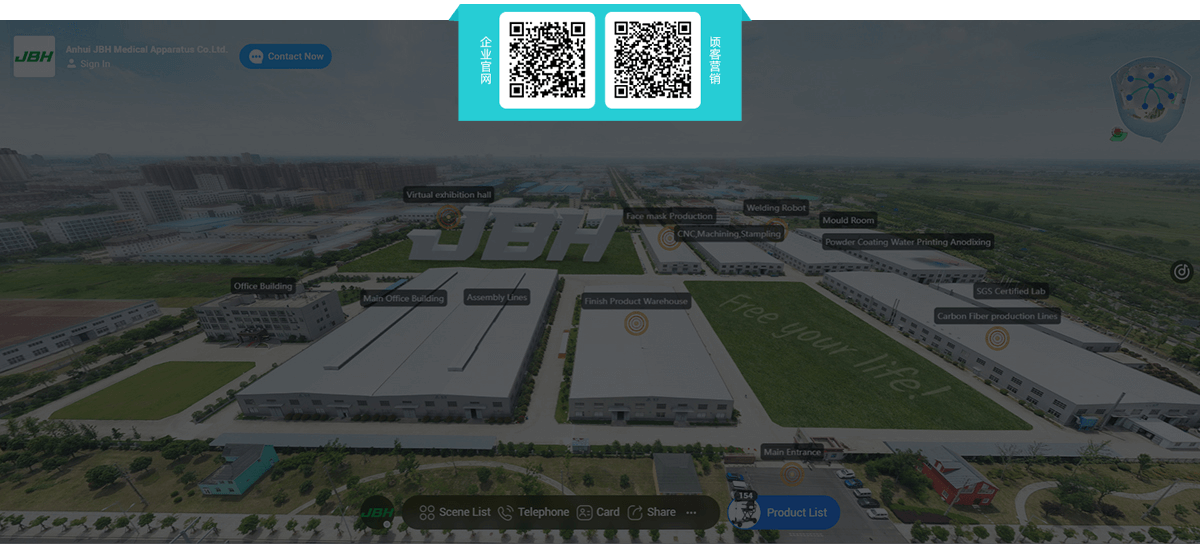 企业官网
顷客营销
JBH
Anhui JBH Medical Apparatus Co.Ltd.
Sign In
Contact Now
Virtual exhibition hall
JBH
Face mask Production
Welding Robot
CNC,Machining,Stampling
Mould Room
Powder Coating Water Printing Anodixing
Office Building
Main Office Building
Assembly Lines
Finish Product Warehouse
SGS Certified Lab
Carbon Fiber production Lines
Free your life!
Main Entrance
JBH
Scene List
Telephone
Card
Share
154
Product List